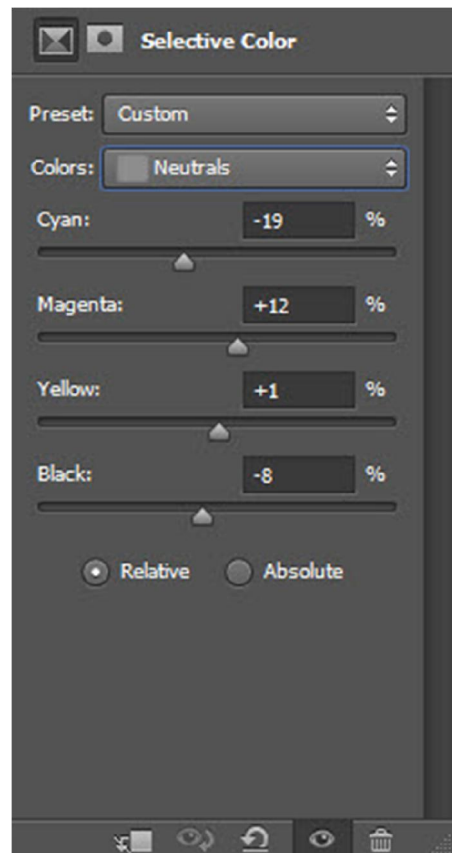 Selective Color
Preset: Custom
Colors: Neutrals
Cyan: -19 %
Magenta: +12 %
Yellow: +1 %
Black: -8 %
Relative Absolute